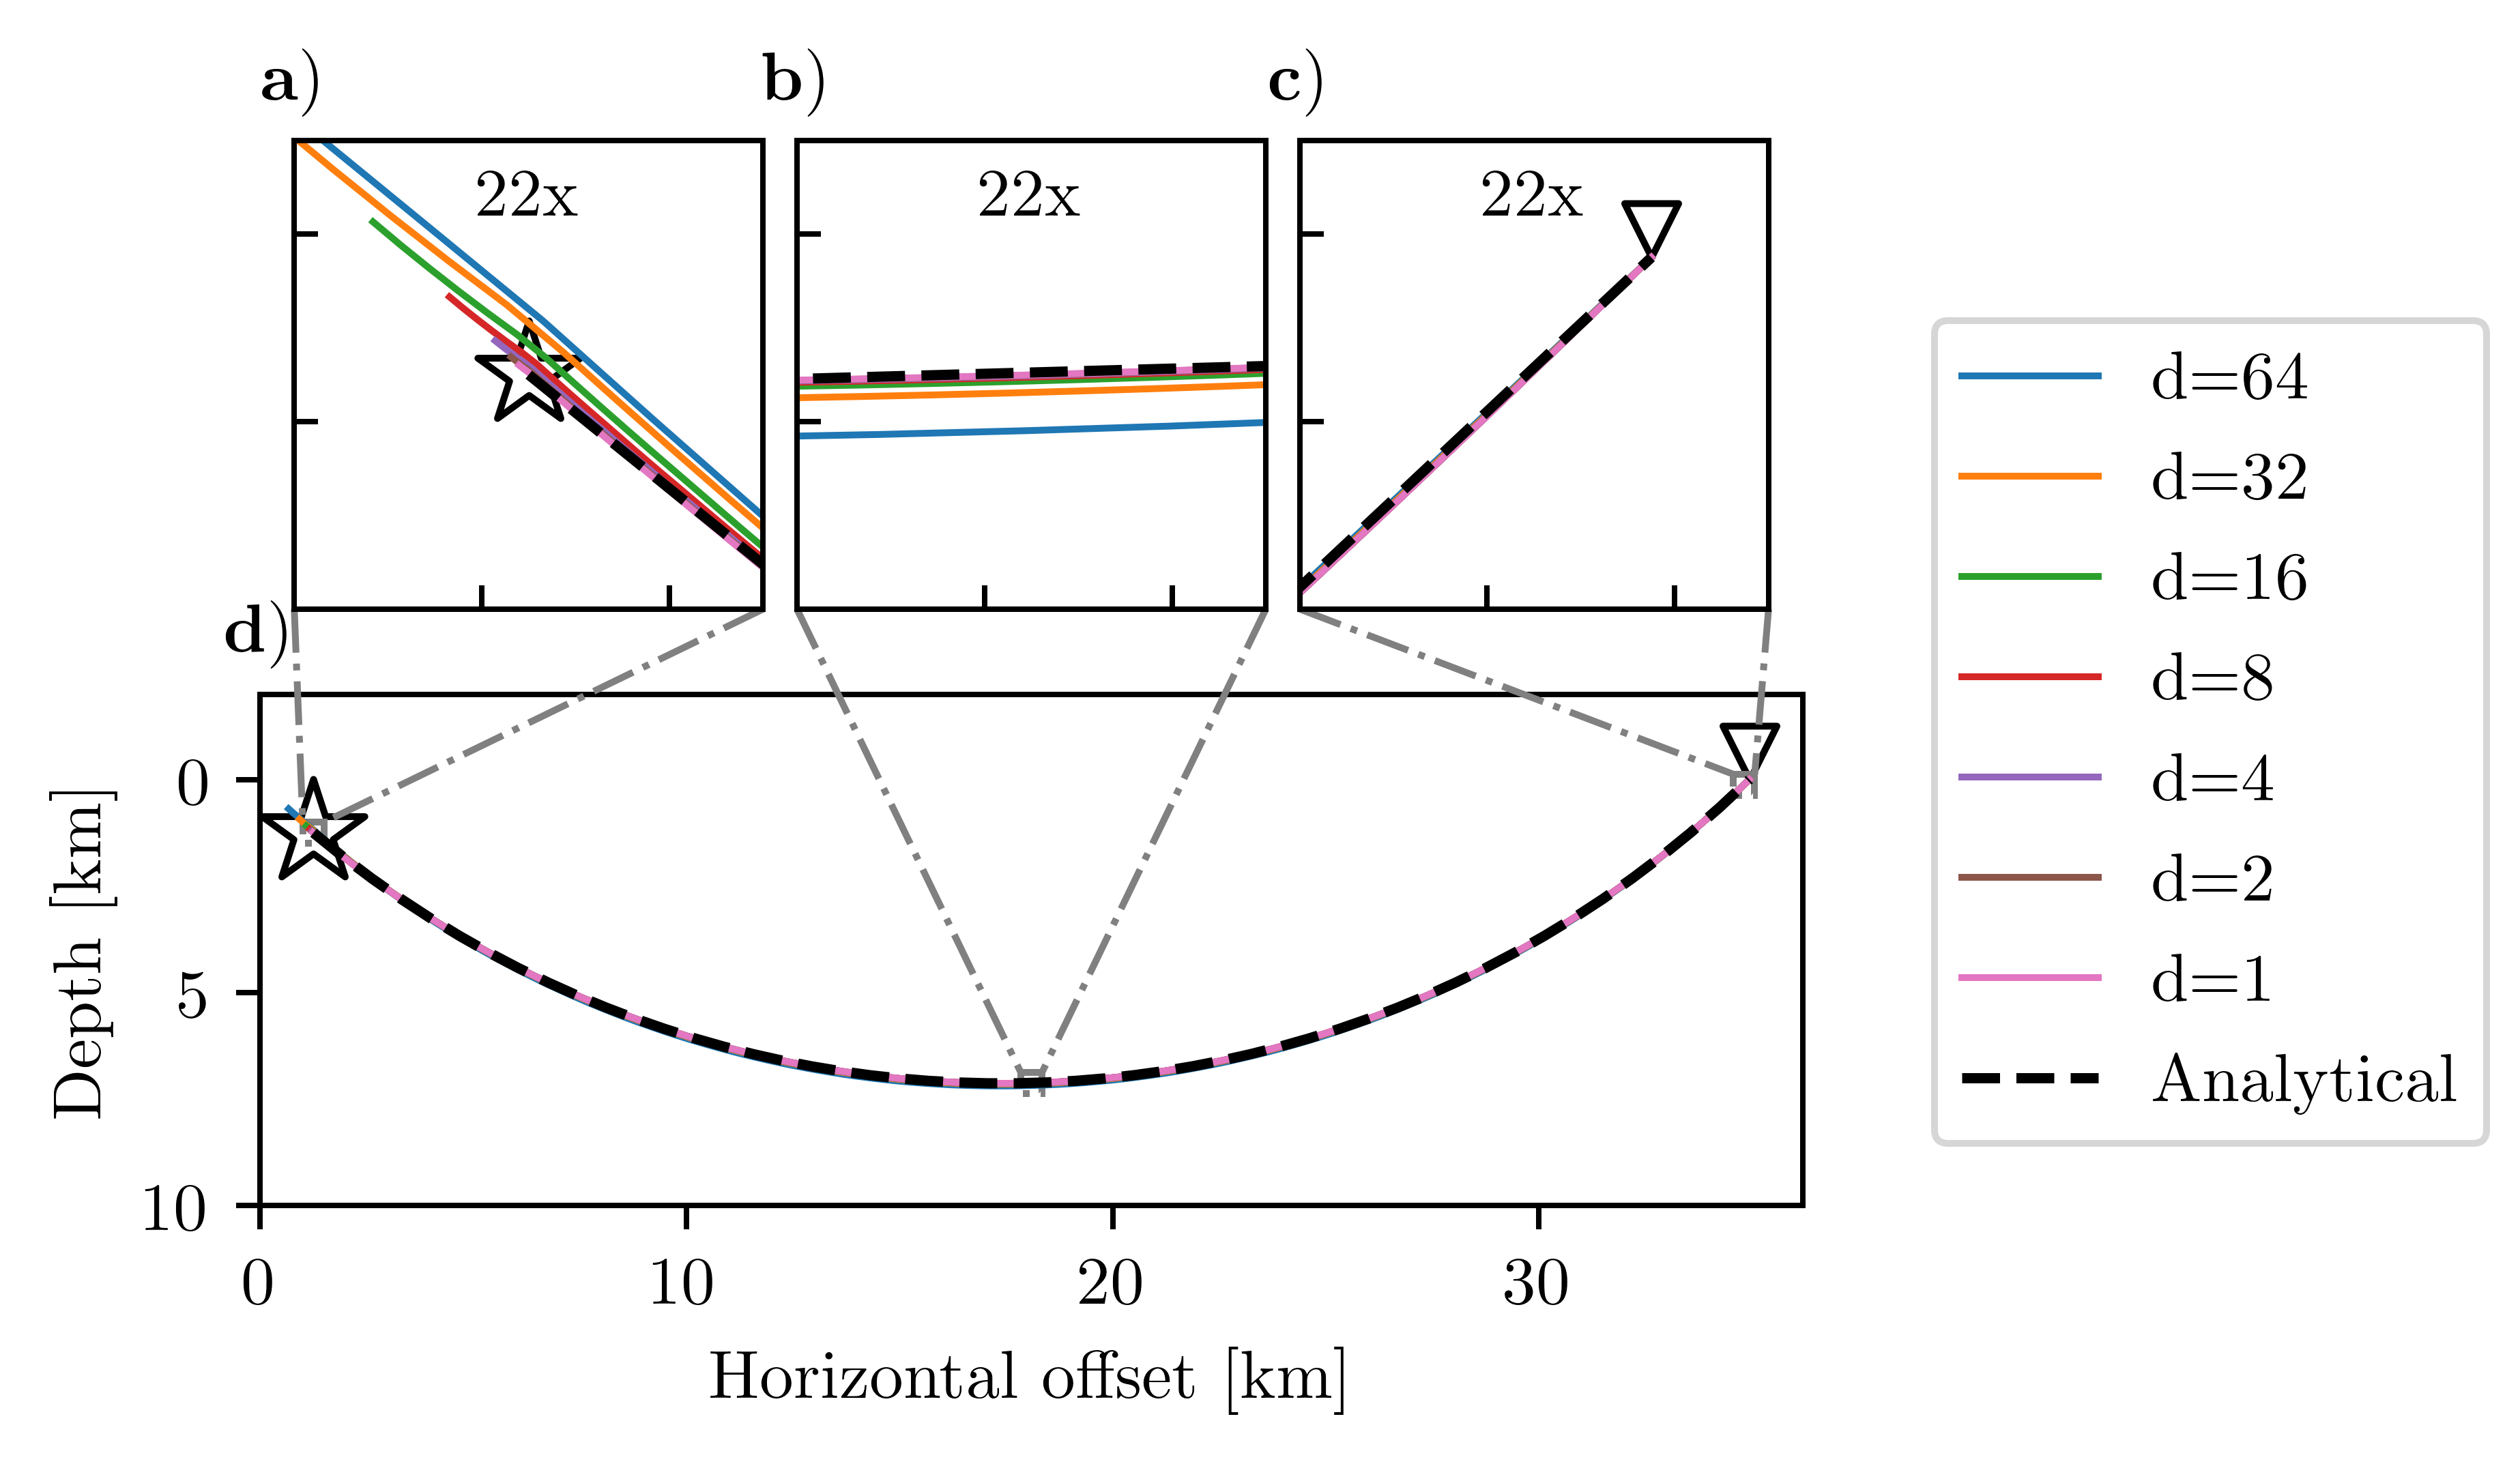 a)
b)
c)
22x
22x
22x
d)
d=64
d=32
d=16
d=8
d=4
d=2
d=1
Analytical
Depth [km]
0
5
10
0
10
20
30
Horizontal offset [km]